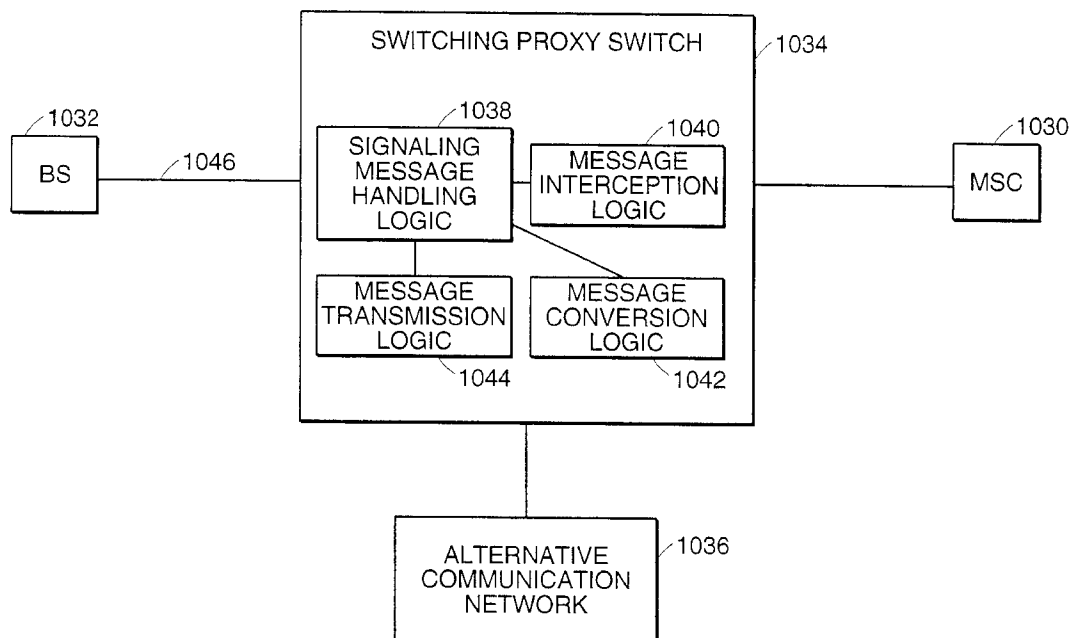 SWITCHING PROXY SWITCH
1034
1032
BS
1046
1038
SIGNALING
MESSAGE
HANDLING
LOGIC
1040
MESSAGE
INTERCEPTION
LOGIC
1030
MSC
MESSAGE
TRANSMISSION
LOGIC
1044
MESSAGE
CONVERSION
LOGIC
1042
ALTERNATIVE
COMMUNICATION
NETWORK
1036